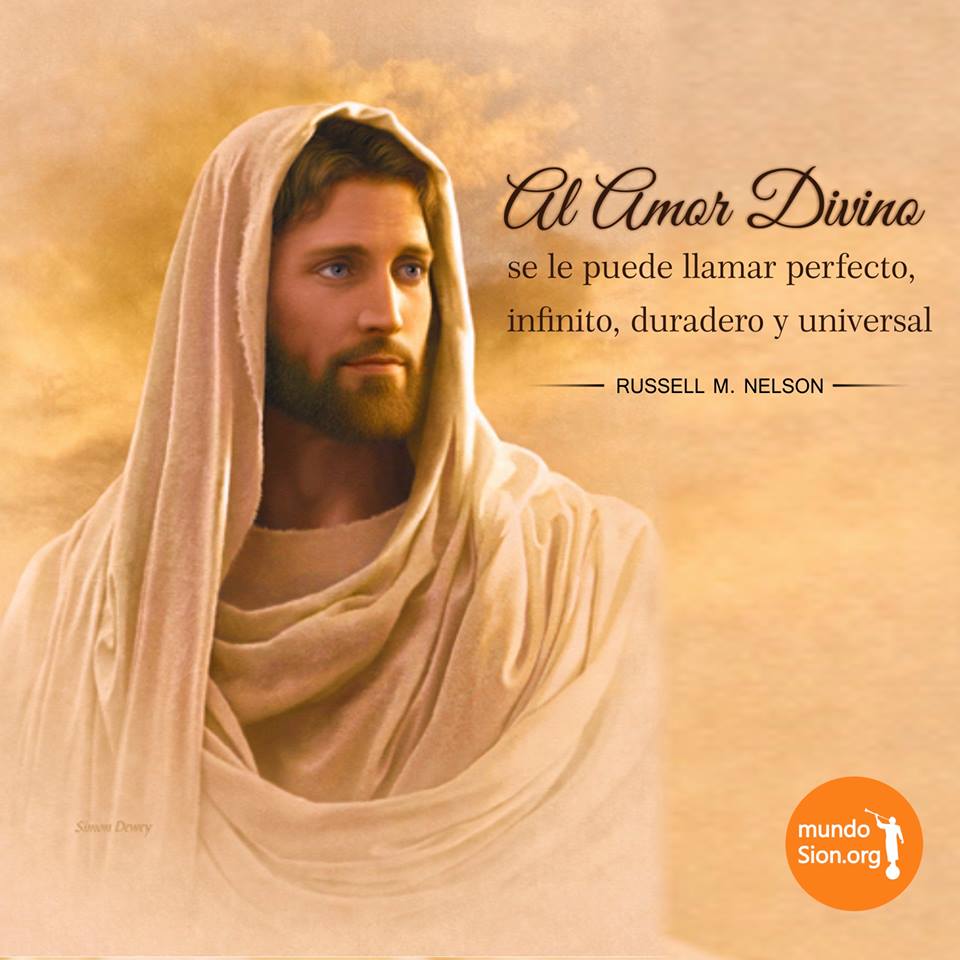 Al Amor Divino
se le puede llamar perfecto,
infinito, duradero y universal
RUSSELL M. NELSON
Simon Dewey
mundo
Sion.org